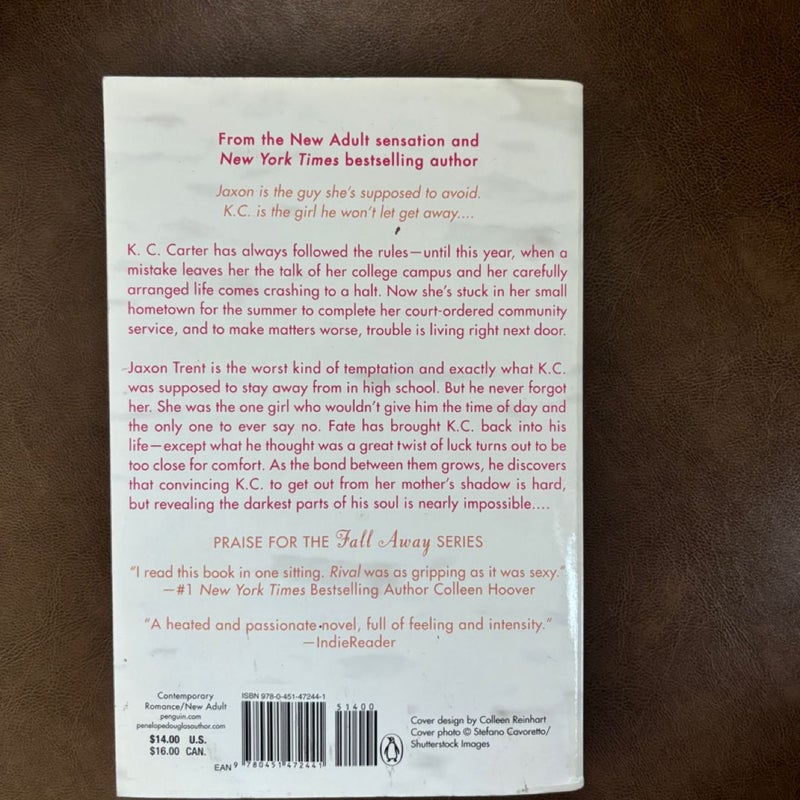 From the New Adult sensation and
New York Times bestselling author
Jaxon is the guy she's supposed to avoid.
K.C. is the girl he won't let get away....
K. C. Carter has always followed the rules—until this year, when a
mistake leaves her the talk of her college campus and her carefully
arranged life comes crashing to a halt. Now she's stuck in her small
hometown for the summer to complete her court-ordered community
service, and to make matters worse, trouble is living right next door.
Jaxon Trent is the worst kind of temptation and exactly what K.C.
was supposed to stay away from in high school. But he never forgot
her. She was the one girl who wouldn't give him the time of day and
the only one to ever say no. Fate has brought K.C. back into his
life—except what he thought was a great twist of luck turns out to be
too close for comfort. As the bond between them grows, he discovers
that convincing K.C. to get out from her mother's shadow is hard,
but revealing the darkest parts of his soul is nearly impossible....
PRAISE FOR THE Fall Away SERIES
"I read this book in one sitting. Rival was as gripping as it was sexy."
—#1 New York Times Bestselling Author Colleen Hoover
"A heated and passionate novel, full of feeling and intensity."
—IndieReader
Contemporary
Romance/New Adult
penguin.com
penelopedouglasauthor.com
$14.00 U.S.
$16.00 CAN.
ISBN 978-0-451-47244-1
51400
EAN 9 780451 472441
Cover design by Colleen Reinhart
Cover photo © Stefano Cavoretto/
Shutterstock Images